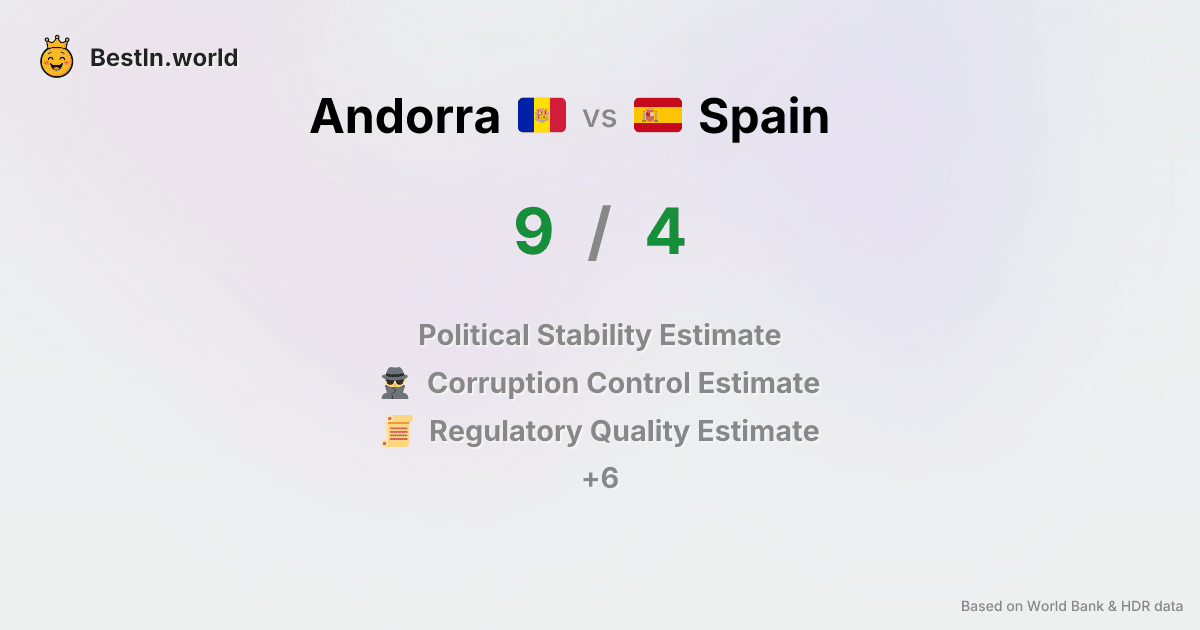 BestIn.world
Andorra vs Spain
9 / 4
Political Stability Estimate
Corruption Control Estimate
Regulatory Quality Estimate
+6
Based on World Bank & HDR data